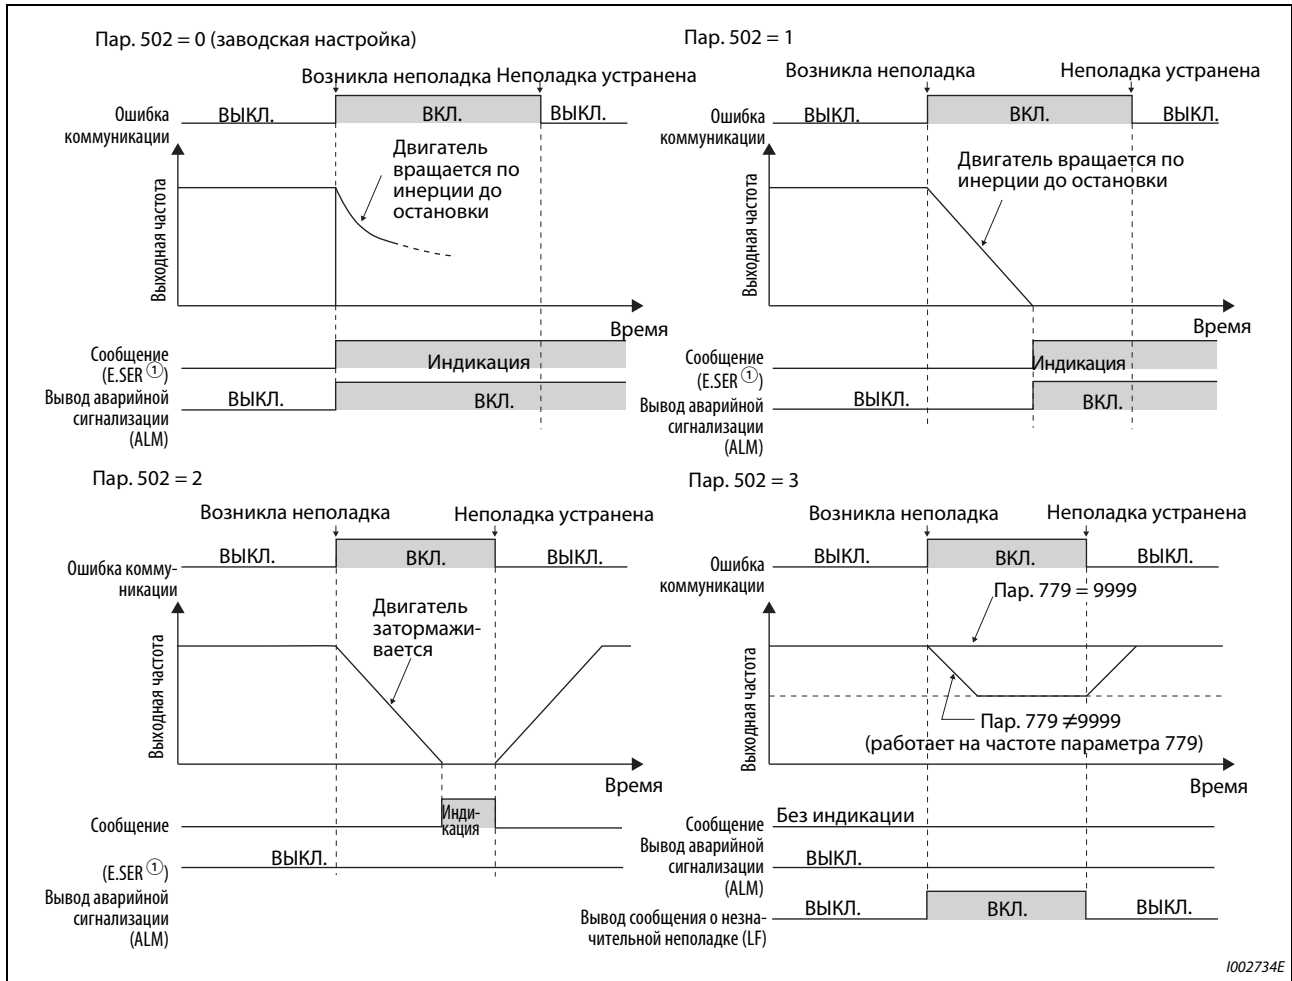 Пар. 502 = 0 (заводская настройка)
Возникла неполадка Неполадка устранена
Ошибка
коммуникации
ВЫКЛ.
ВКЛ.
ВЫКЛ.
Двигатель
вращается по
инерции до
остановки
Выходная частота
Время
Сообщение
(E.SER ①)
Индикация
Вывод аварийной
сигнализации
(ALM)
ВЫКЛ.
ВКЛ.
Пар. 502 = 1
Возникла неполадка
Неполадка устранена
Ошибка
коммуникации
ВЫКЛ.
ВКЛ.
ВЫКЛ.
Двигатель вращается по
инерции до остановки
Выходная частота
Время
Сообщение
(E.SER ①)
Индикация
Вывод аварийной
сигнализации
(ALM)
ВЫКЛ.
ВКЛ.
Пар. 502 = 2
Возникла неполадка
Неполадка устранена
Ошибка комму-
никации
ВЫКЛ.
ВКЛ.
ВЫКЛ.
Двигатель
затормажи-
вается
Выходная частота
Время
Сообщение
Инди-
кация
(E.SER ①)
ВЫКЛ.
Вывод аварийной
сигнализации
(ALM)
Пар. 502 = 3
Возникла неполадка
Неполадка устранена
Ошибка
коммуникации
ВЫКЛ.
ВКЛ.
ВЫКЛ.
Пар. 779 = 9999
Выходная частота
Пар. 779 ≠9999
(работает на частоте параметра 779)
Время
Сообщение
Без индикации
Вывод аварийной
сигнализации
(ALM)
ВЫКЛ.
Вывод сообщения о незна-
чительной неполадке (LF)
ВЫКЛ.
ВКЛ.
ВЫКЛ.
I002734E